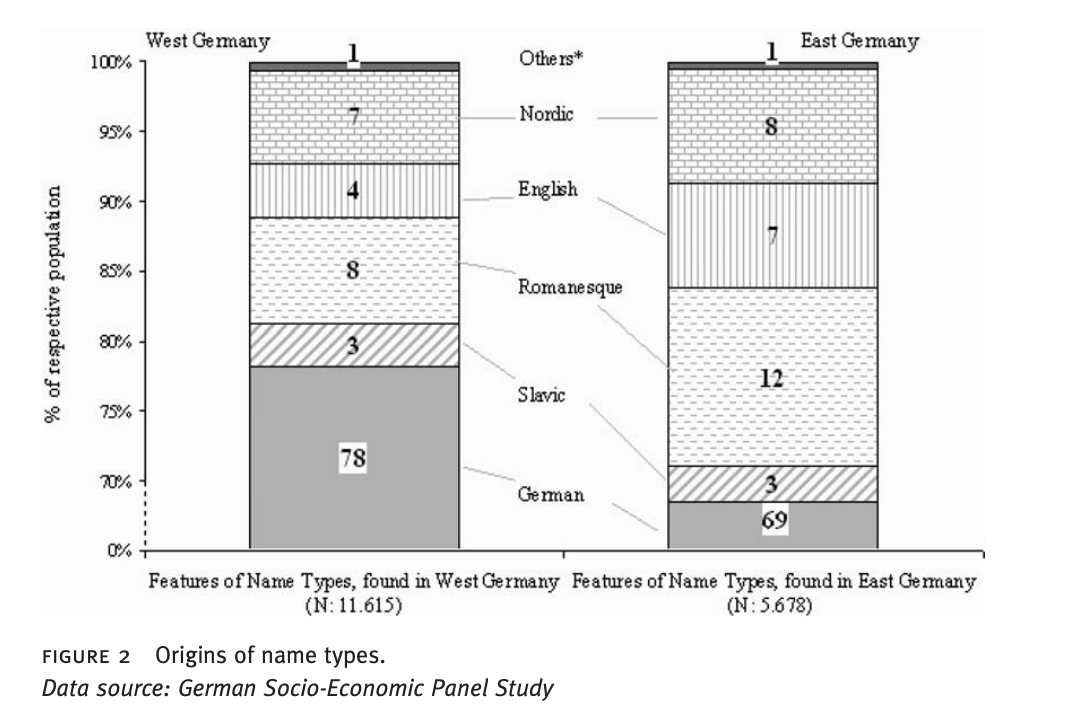 West Germany
East Germany
% of respective population
100%
95%
90%
85%
80%
75%
70%
0%
1
7
4
8
3
78
Others*
Nordic
English
Romanesque
Slavic
German
1
8
7
12
3
69
Features of Name Types, found in West Germany
(N: 11.615)
Features of Name Types, found in East Germany
(N: 5.678)
FIGURE 2 Origins of name types.
Data source: German Socio-Economic Panel Study